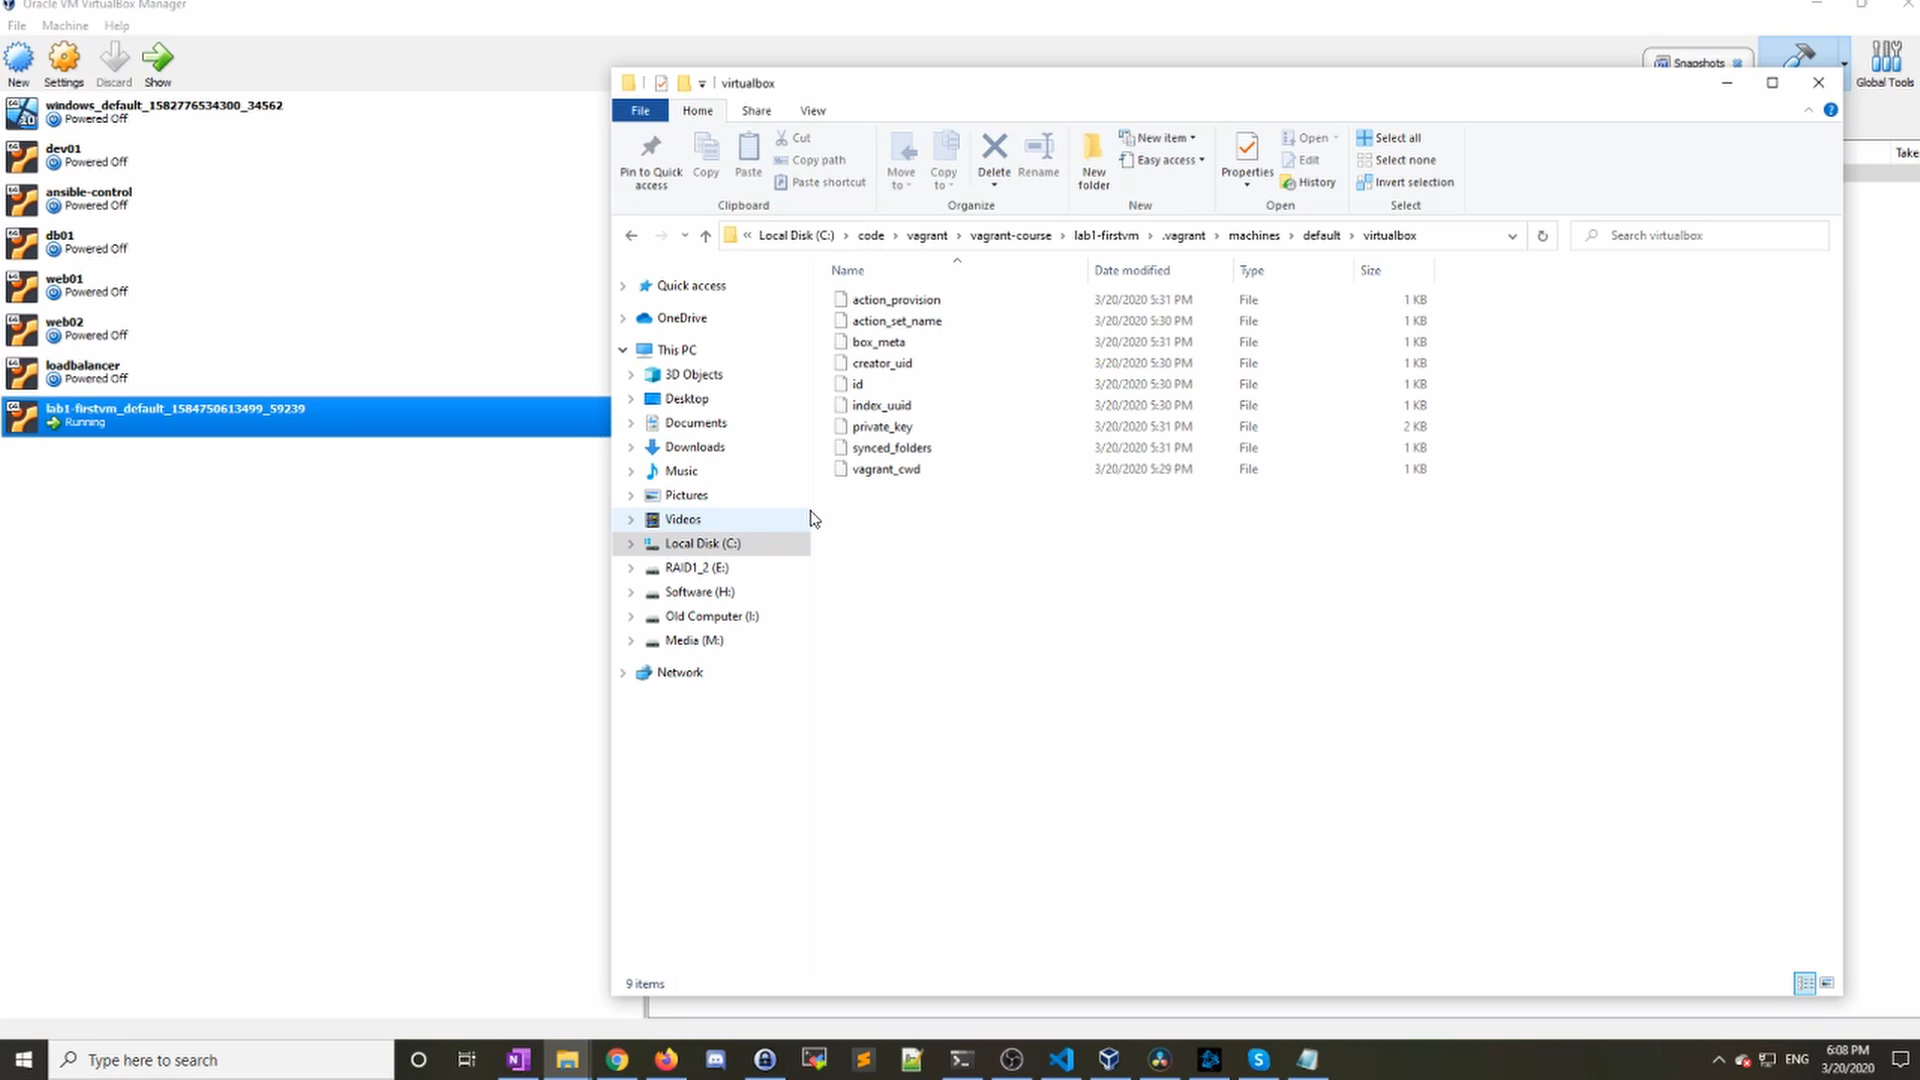 Oracle VM VirtualBox Manager
File Machine Help
New Settings Discard Show
Snapshots
Global Tools
Take
windows_default_1582776534300_34562
Powered Off
dev01
Powered Off
ansible-control
Powered Off
db01
Powered Off
web01
Powered Off
web02
Powered Off
loadbalancer
Powered Off
lab1-firstvm_default_1584750613499_59239
Running
virtualbox
File Home Share View
Pin to Quick access
Copy
Paste
Cut
Copy path
Paste shortcut
Clipboard
Move to
Copy to
Delete
Rename
Organize
New folder
New item
Easy access
New
Properties
Open
Edit
History
Open
Select all
Select none
Invert selection
Select
« Local Disk (C:) › code › vagrant › vagrant-course › lab1-firstvm › .vagrant › machines › default › virtualbox
Search virtualbox
Quick access
OneDrive
This PC
3D Objects
Desktop
Documents
Downloads
Music
Pictures
Videos
Local Disk (C:)
RAID1_2 (E:)
Software (H:)
Old Computer (I:)
Media (M:)
Network
Name Date modified Type Size
action_provision 3/20/2020 5:31 PM File 1 KB
action_set_name 3/20/2020 5:30 PM File 1 KB
box_meta 3/20/2020 5:31 PM File 1 KB
creator_uid 3/20/2020 5:30 PM File 1 KB
id 3/20/2020 5:30 PM File 1 KB
index_uuid 3/20/2020 5:30 PM File 1 KB
private_key 3/20/2020 5:31 PM File 2 KB
synced_folders 3/20/2020 5:31 PM File 1 KB
vagrant_cwd 3/20/2020 5:29 PM File 1 KB
9 items
Type here to search
ENG
6:08 PM
3/20/2020